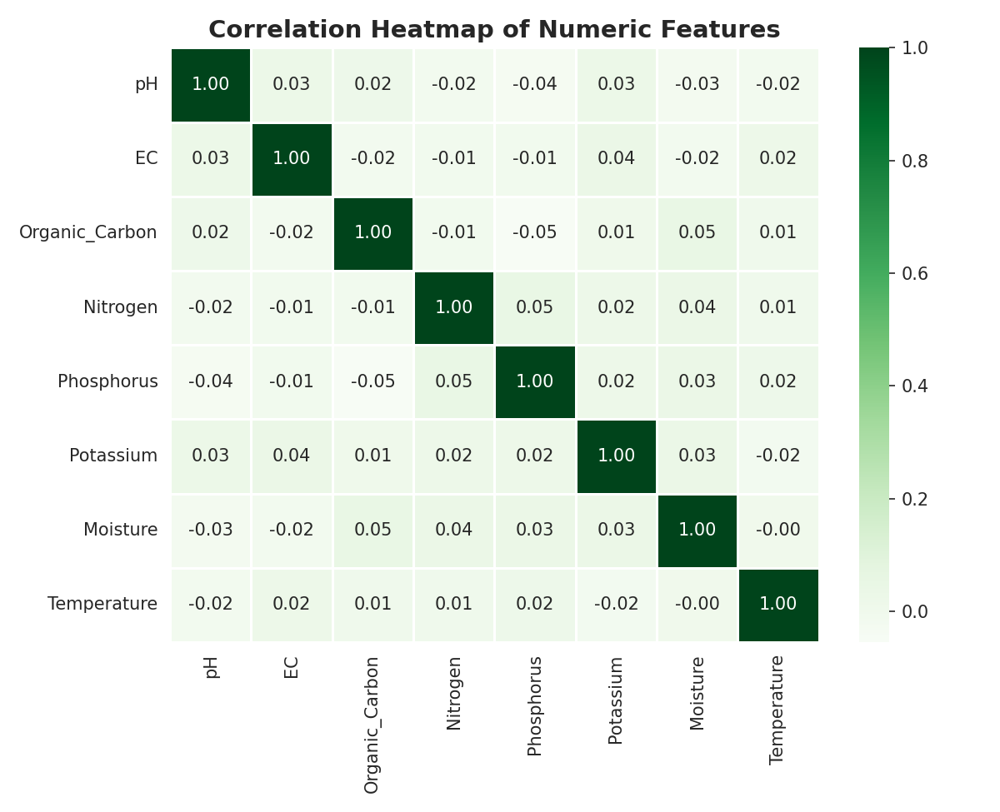 Correlation Heatmap of Numeric Features
pH 1.00 0.03 0.02 -0.02 -0.04 0.03 -0.03 -0.02
EC 0.03 1.00 -0.02 -0.01 -0.01 0.04 -0.02 0.02
Organic_Carbon 0.02 -0.02 1.00 -0.01 -0.05 0.01 0.05 0.01
Nitrogen -0.02 -0.01 -0.01 1.00 0.05 0.02 0.04 0.01
Phosphorus -0.04 -0.01 -0.05 0.05 1.00 0.02 0.03 0.02
Potassium 0.03 0.04 0.01 0.02 0.02 1.00 0.03 -0.02
Moisture -0.03 -0.02 0.05 0.04 0.03 0.03 1.00 -0.00
Temperature -0.02 0.02 0.01 0.01 0.02 -0.02 -0.00 1.00
pH EC Organic_Carbon Nitrogen Phosphorus Potassium Moisture Temperature
1.0
0.8
0.6
0.4
0.2
0.0